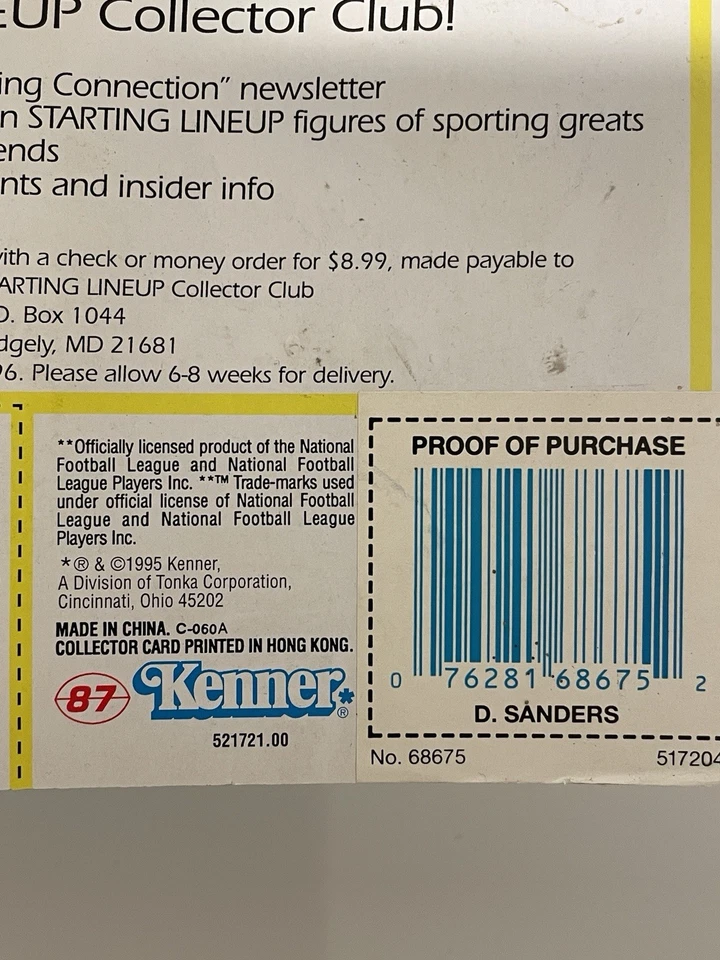 EUP Collector Club!
ing Connection” newsletter
n STARTING LINEUP figures of sporting greats
ends
nts and insider info
with a check or money order for $8.99, made payable to
ARTING LINEUP Collector Club
O. Box 1044
dgely, MD 21681
96. Please allow 6-8 weeks for delivery.
**Officially licensed product of the National
Football League and National Football
League Players Inc. **™ Trade-marks used
under official license of National Football
League and National Football League
Players Inc.
*® & ©1995 Kenner,
A Division of Tonka Corporation,
Cincinnati, Ohio 45202
MADE IN CHINA. C-060A
COLLECTOR CARD PRINTED IN HONG KONG.
87 Kenner*®
521721.00
PROOF OF PURCHASE
0 76281 68675 2
D. SANDERS
No. 68675 517204